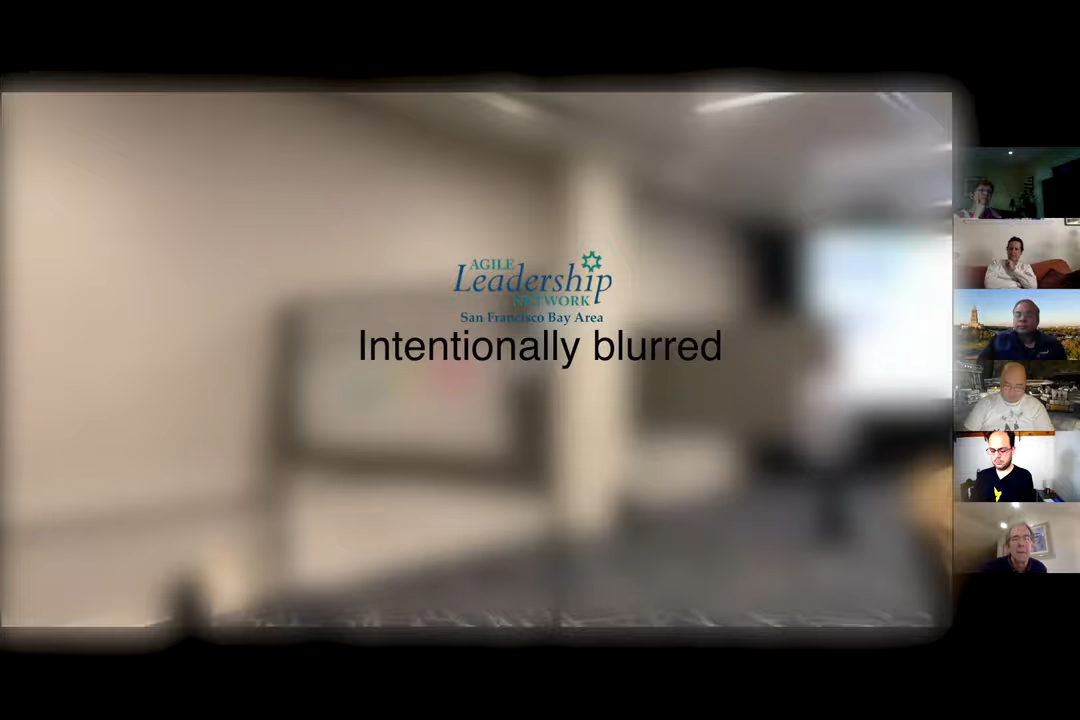 AGILE
Leadership
NETWORK
San Francisco Bay Area
Intentionally blurred